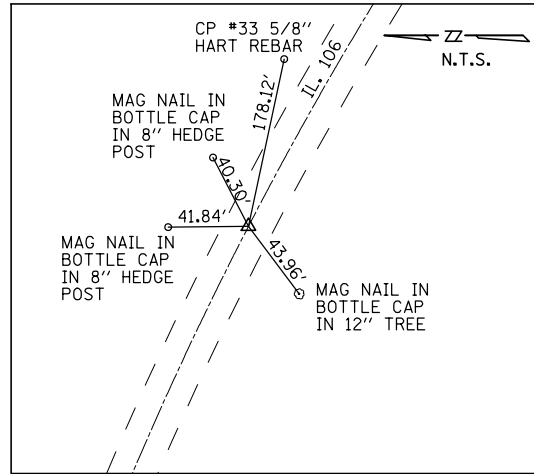 CP #33 5/8″
HART REBAR
N
N.T.S.
IL. 106
178.12'
MAG NAIL IN
BOTTLE CAP
IN 8″ HEDGE
POST
40.30'
41.84'
MAG NAIL IN
BOTTLE CAP
IN 8″ HEDGE
POST
43.96'
MAG NAIL IN
BOTTLE CAP
IN 12″ TREE